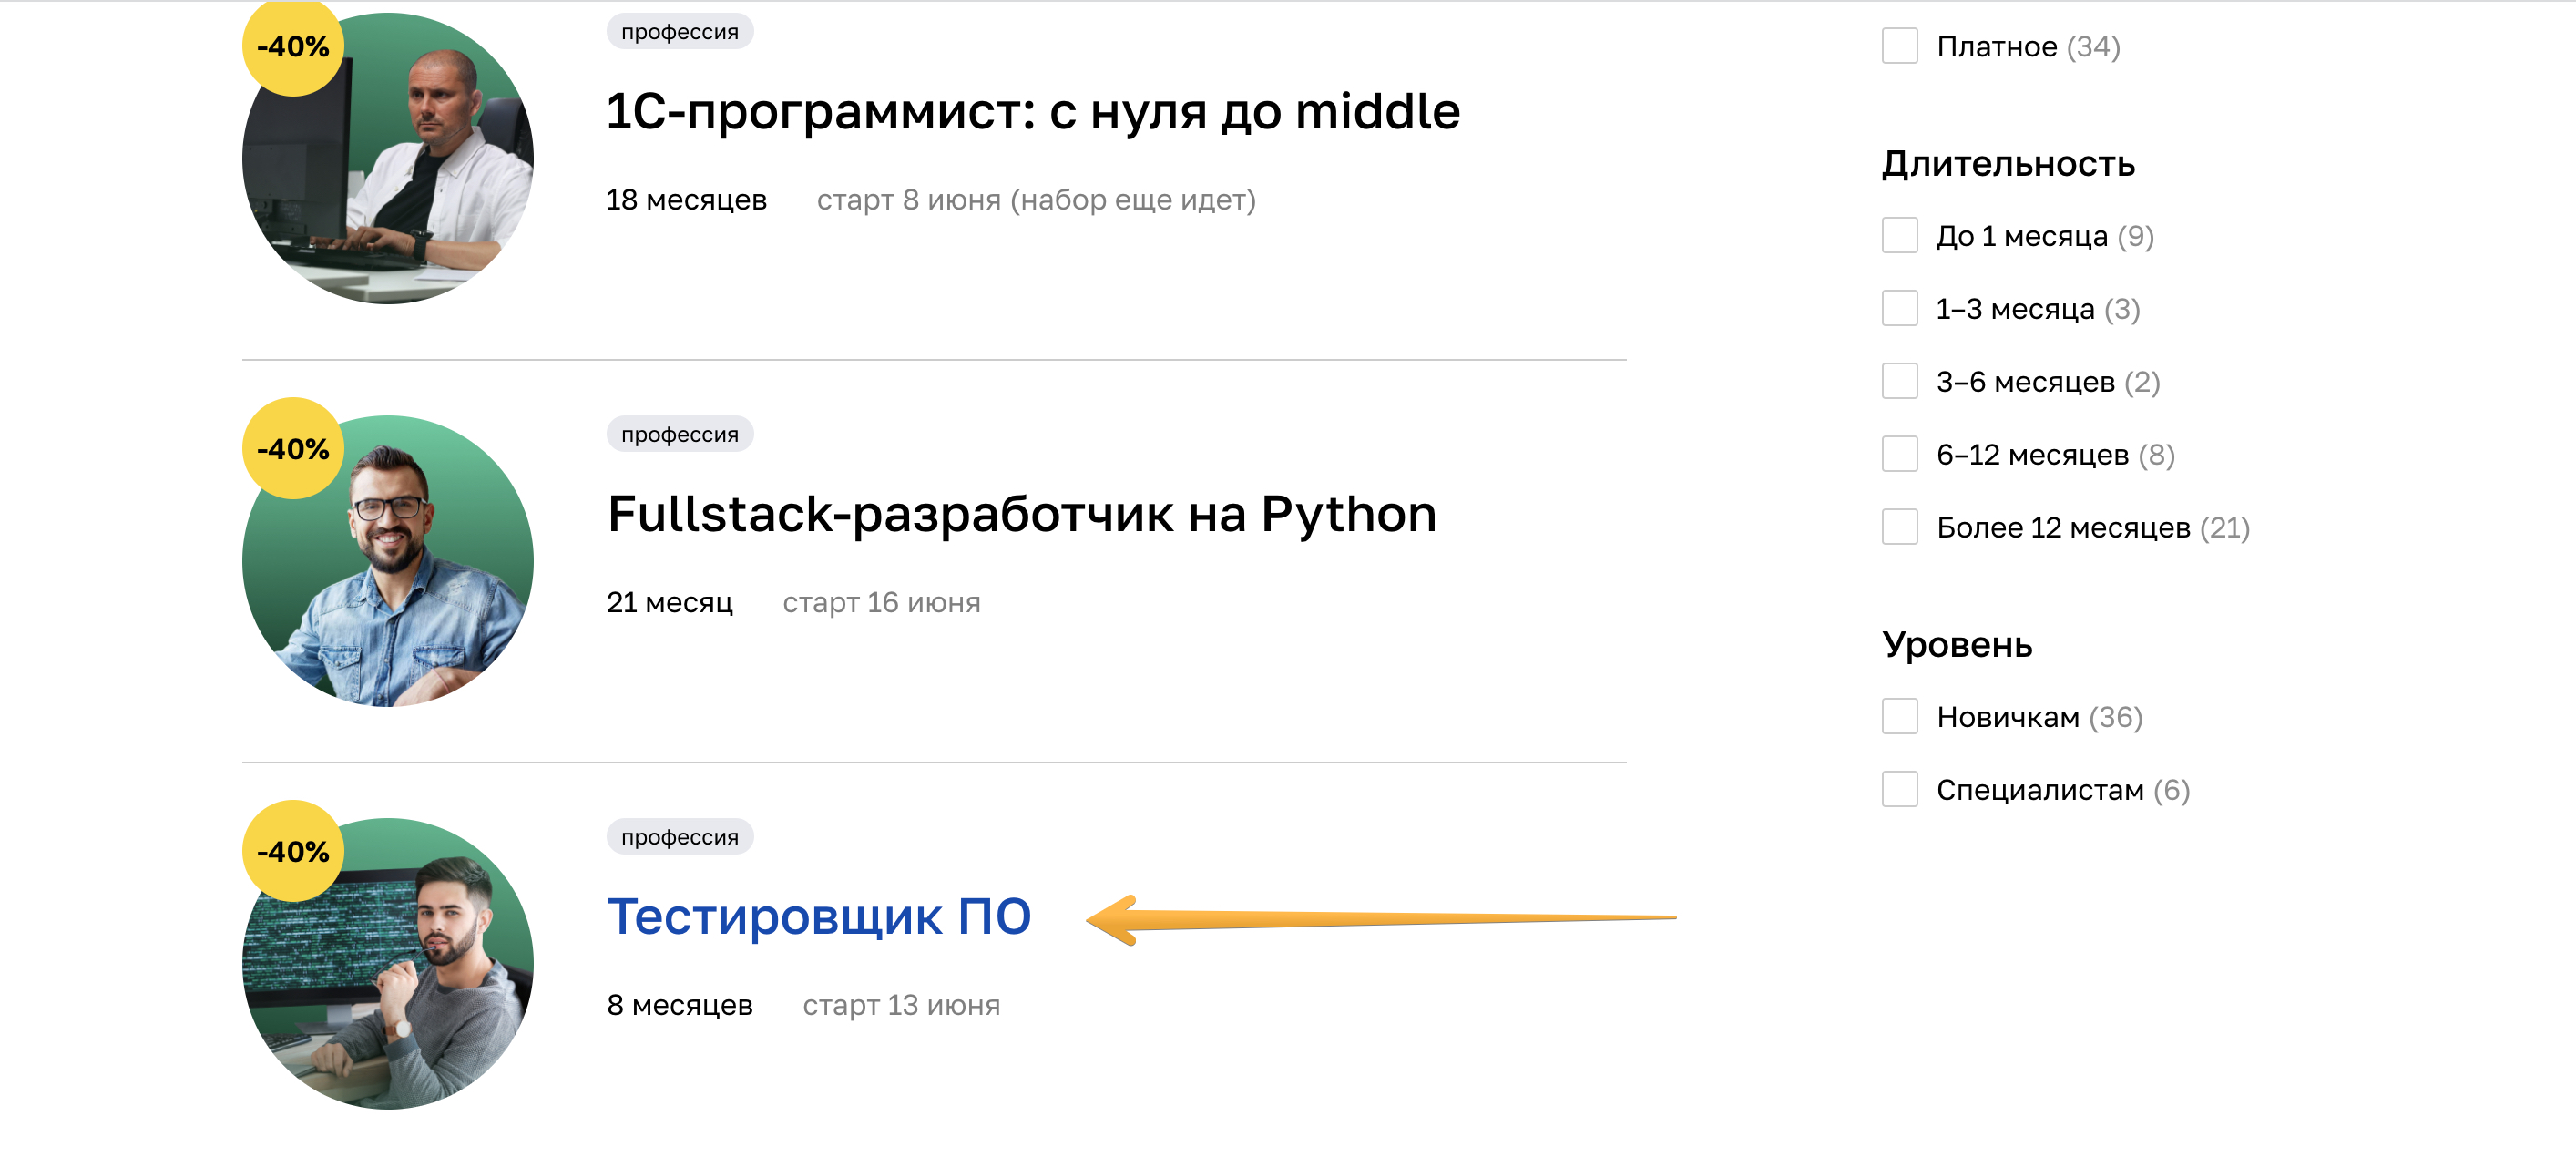 -40%
профессия
1С-программист: с нуля до middle
18 месяцев старт 8 июня (набор еще идет)
-40%
профессия
Fullstack-разработчик на Python
21 месяц старт 16 июня
-40%
профессия
Тестировщик ПО
8 месяцев старт 13 июня
Платное (34)
Длительность
До 1 месяца (9)
1–3 месяца (3)
3–6 месяцев (2)
6–12 месяцев (8)
Более 12 месяцев (21)
Уровень
Новичкам (36)
Специалистам (6)